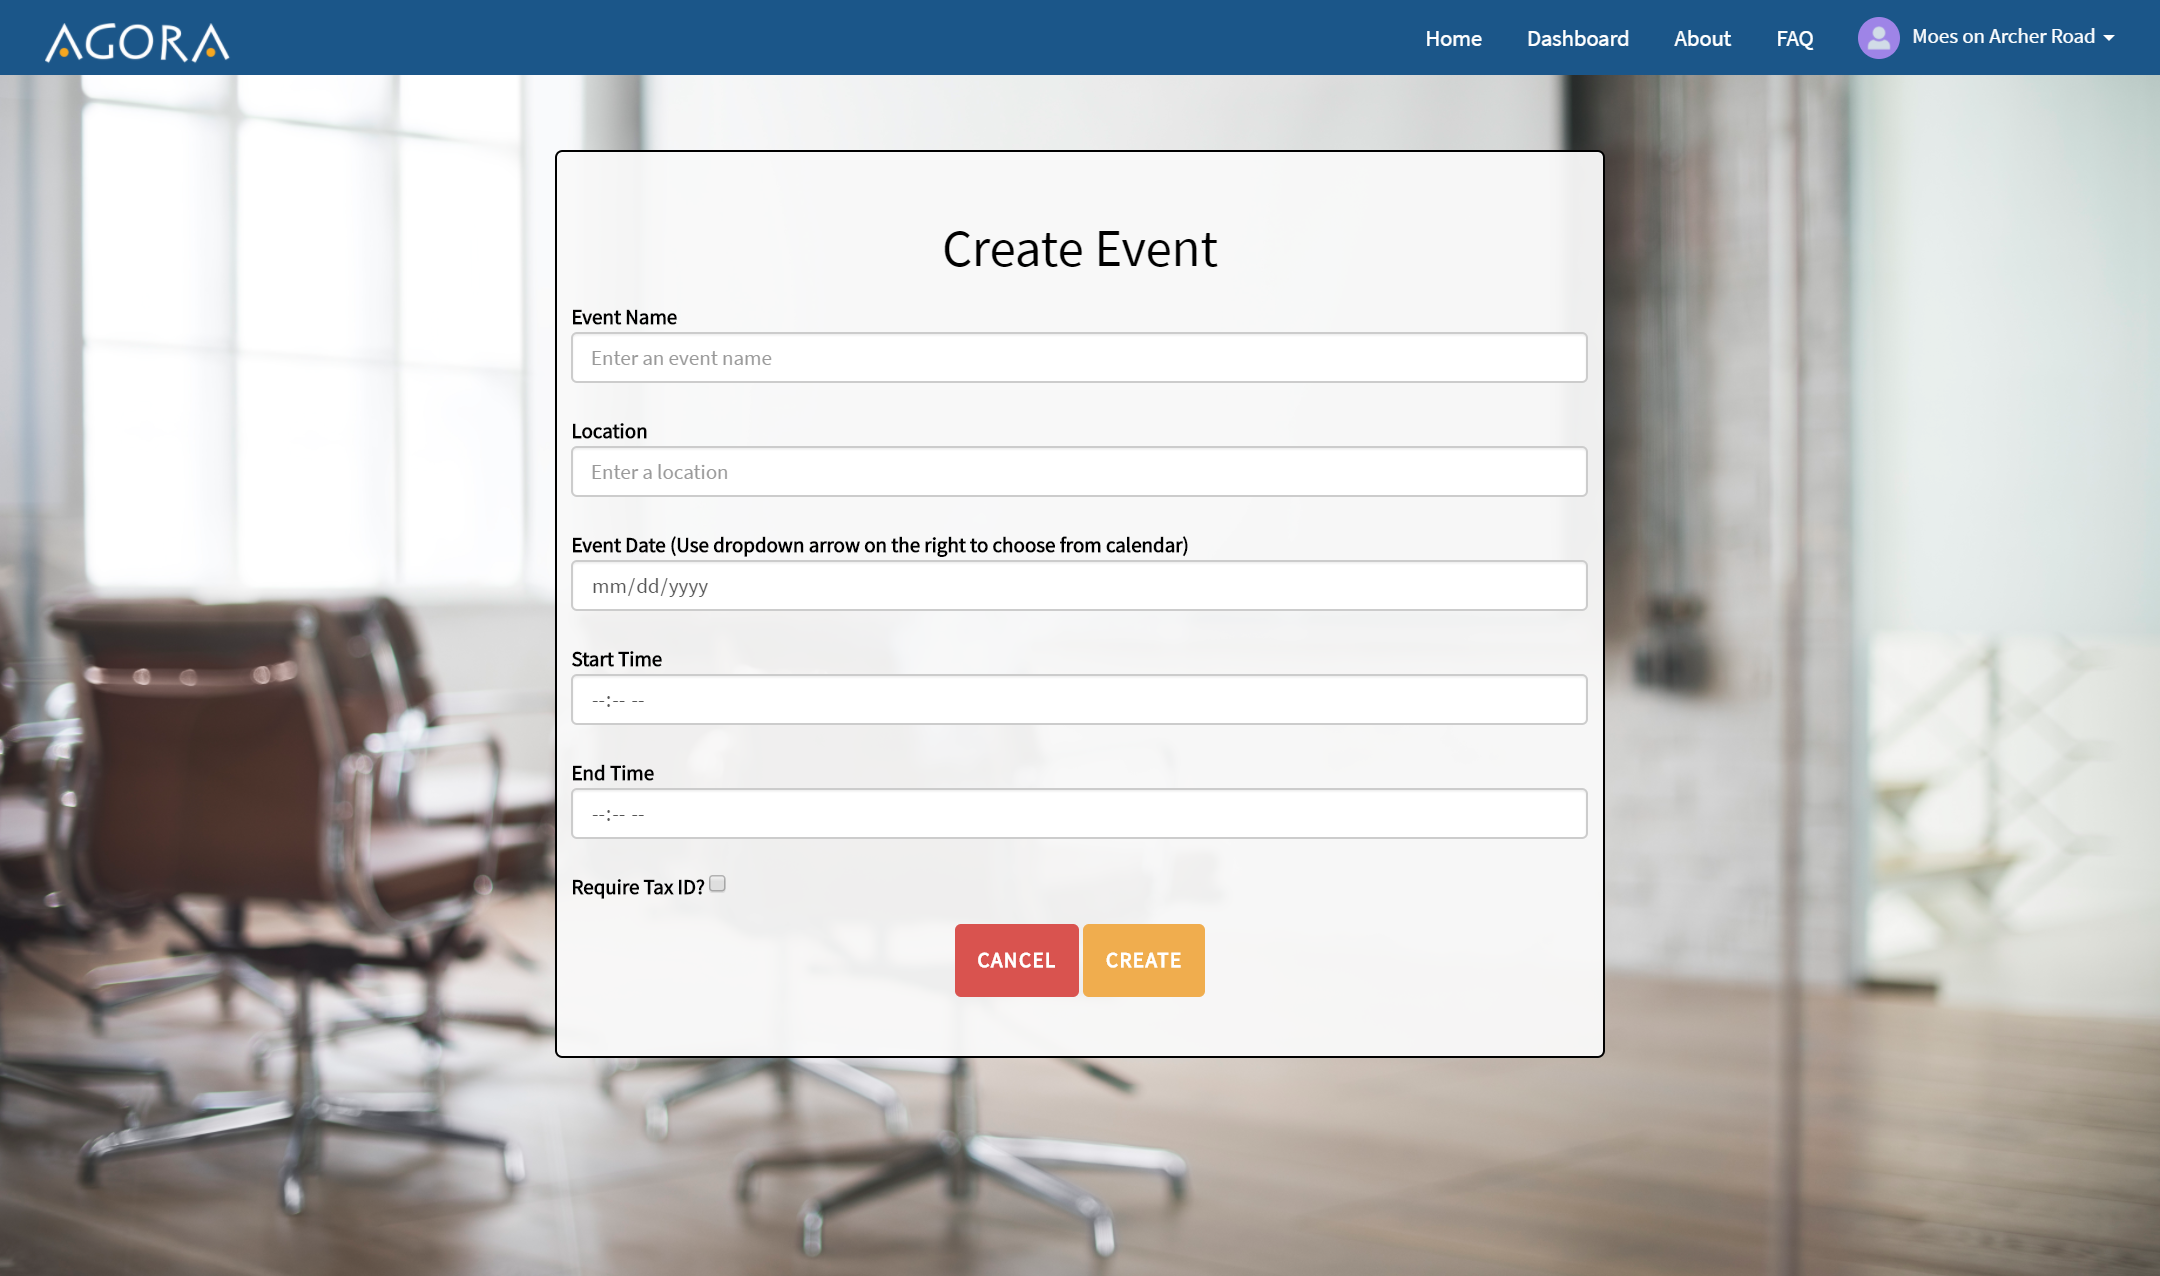 AGORA
Home Dashboard About FAQ Moes on Archer Road
Create Event
Event Name
Enter an event name
Location
Enter a location
Event Date (Use dropdown arrow on the right to choose from calendar)
mm/dd/yyyy
Start Time
--:-- --
End Time
--:-- --
Require Tax ID?
CANCEL CREATE